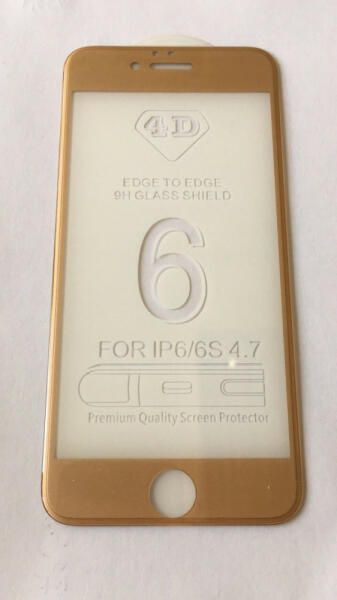 4D
EDGE TO EDGE
9H GLASS SHIELD
6
FOR IP6/6S 4.7
Premium Quality Screen Protector